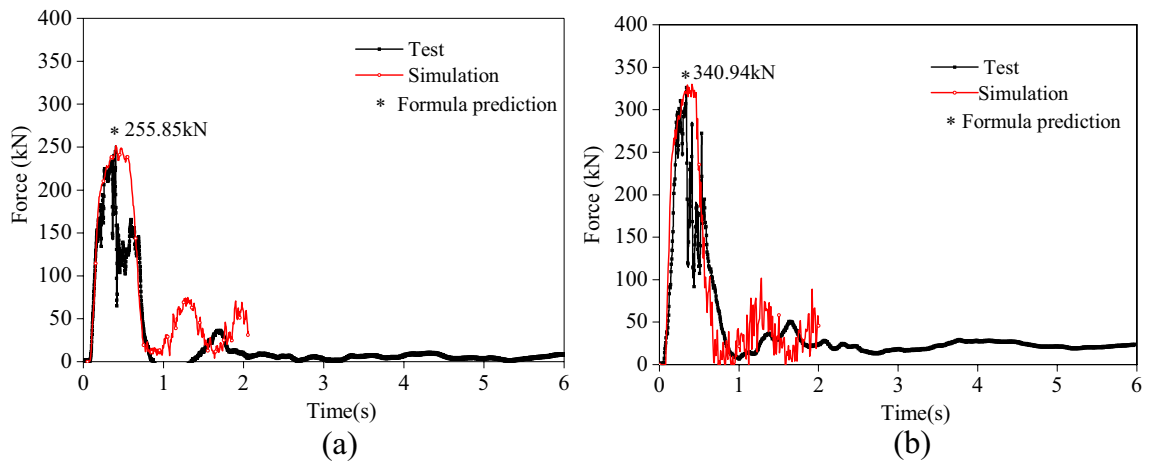 400
350
300
250
200
150
100
50
0
Force (kN)
Test
Simulation
* Formula prediction
* 255.85kN
0 1 2 3 4 5 6
Time(s)
(a)
400
350
300
250
200
150
100
50
0
Force (kN)
Test
Simulation
* Formula prediction
* 340.94kN
0 1 2 3 4 5 6
Time(s)
(b)